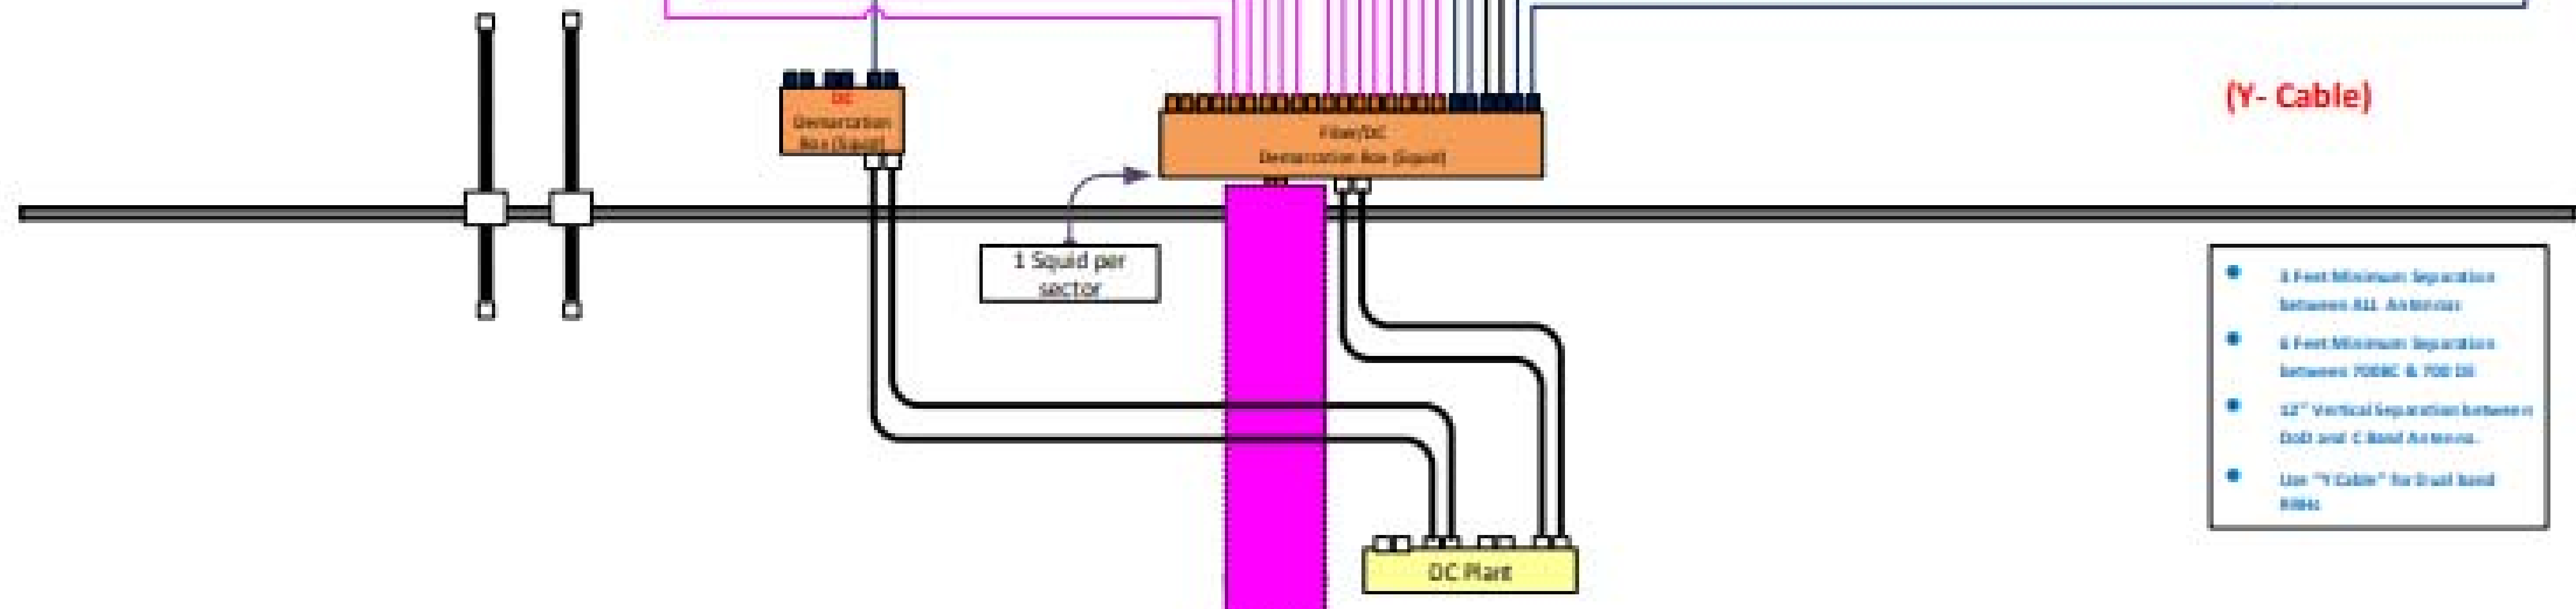 (Y- Cable)
DC
Demarcation
Box (Squid)
Fiber/DC
Demarcation Box (Squid)
1 Squid per
sector
3 Feet Minimum Separation
between ALL Antennas
6 Feet Minimum Separation
between 700BC & 700 DE
12" Vertical Separation between
DoD and C Band Antenna.
Use "Y Cable" for Dual band
RRHs
DC Plant